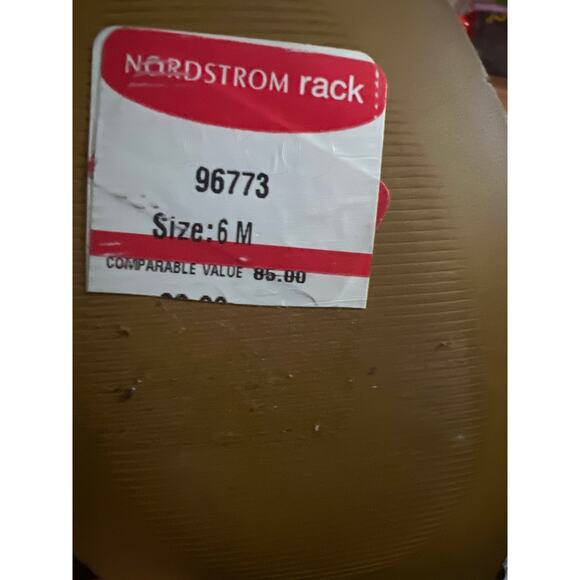 NORDSTROM rack
96773
Size: 6 M
COMPARABLE VALUE 85.00